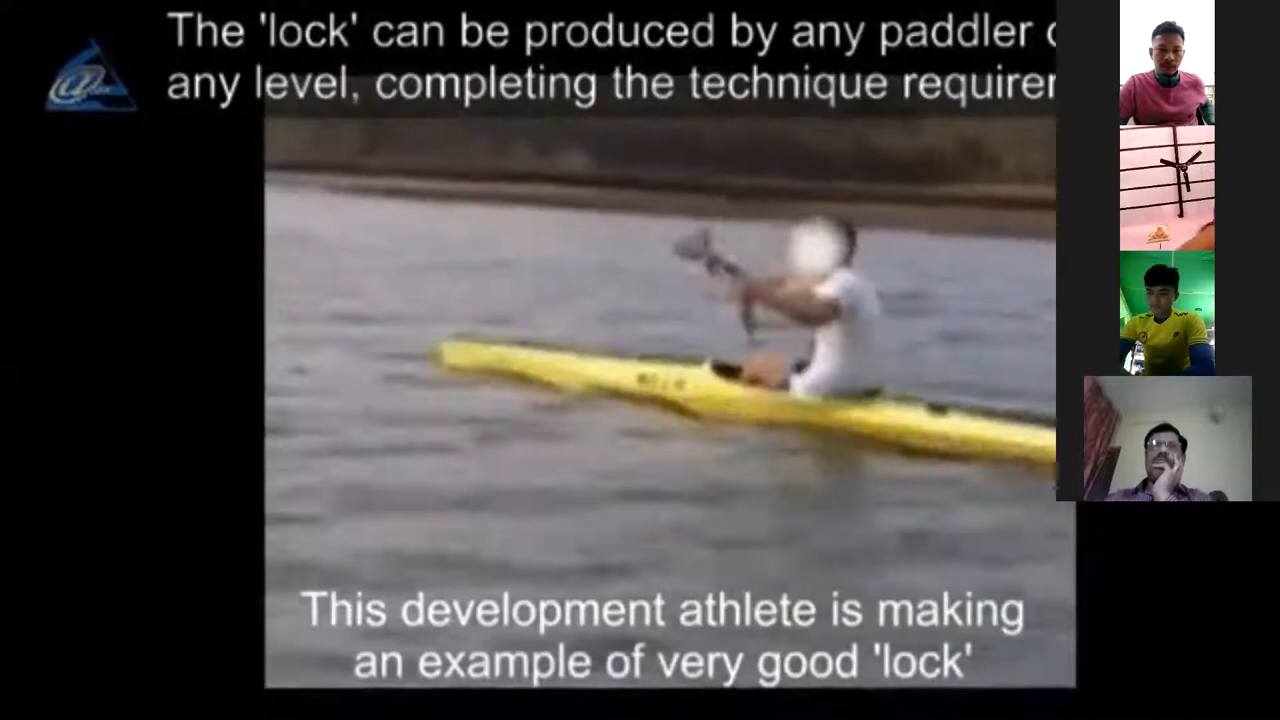 The 'lock' can be produced by any paddler
any level, completing the technique
This development athlete is making
an example of very good 'lock'